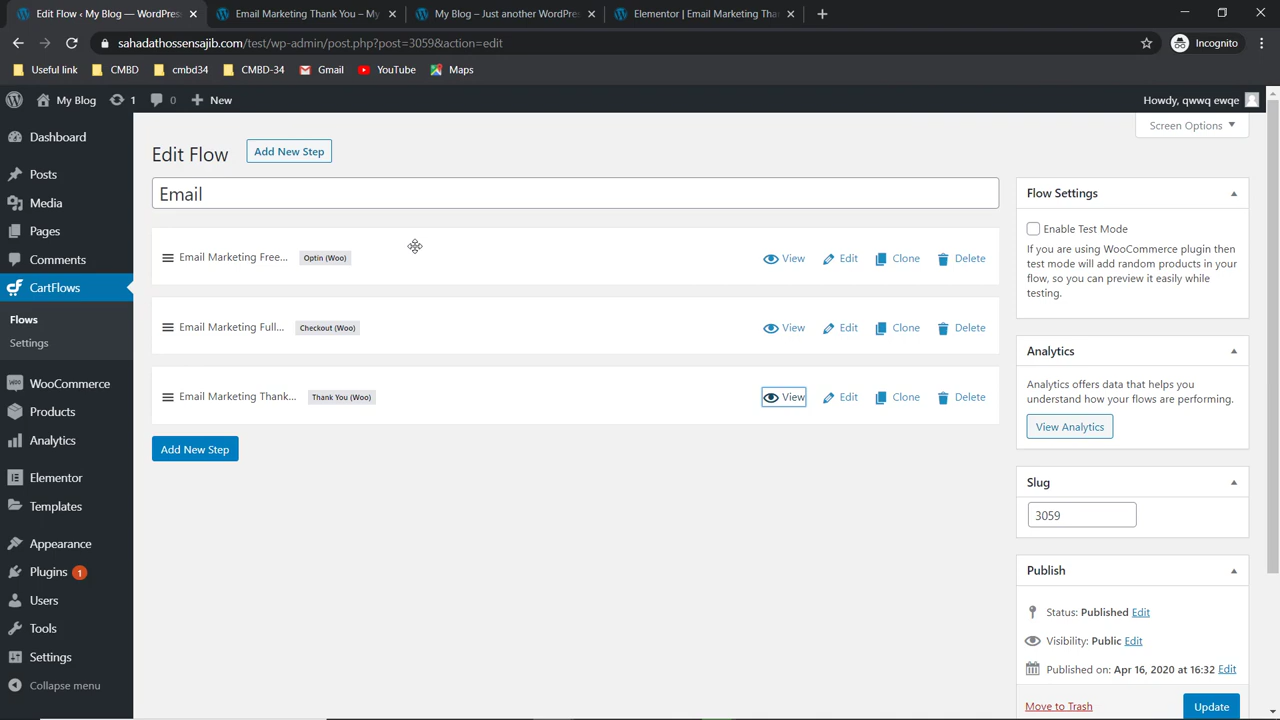 Edit Flow ‹ My Blog — WordPres
Email Marketing Thank You – My
My Blog – Just another WordPre
Elementor | Email Marketing Tha
sahadathossensajib.com/test/wp-admin/post.php?post=3059&action=edit
Incognito
Useful link
CMBD
cmbd34
CMBD-34
Gmail
YouTube
Maps
My Blog
1
0
New
Howdy, qwwq ewqe
Screen Options
Dashboard
Posts
Media
Pages
Comments
CartFlows
Flows
Settings
WooCommerce
Products
Analytics
Elementor
Templates
Appearance
Plugins 1
Users
Tools
Settings
Collapse menu
Edit Flow
Add New Step
Email
Email Marketing Free... Optin (Woo) View Edit Clone Delete
Email Marketing Full... Checkout (Woo) View Edit Clone Delete
Email Marketing Thank... Thank You (Woo) View Edit Clone Delete
Add New Step
Flow Settings
Enable Test Mode
If you are using WooCommerce plugin then
test mode will add random products in your
flow, so you can preview it easily while
testing.
Analytics
Analytics offers data that helps you
understand how your flows are performing.
View Analytics
Slug
3059
Publish
Status: Published Edit
Visibility: Public Edit
Published on: Apr 16, 2020 at 16:32 Edit
Move to Trash
Update